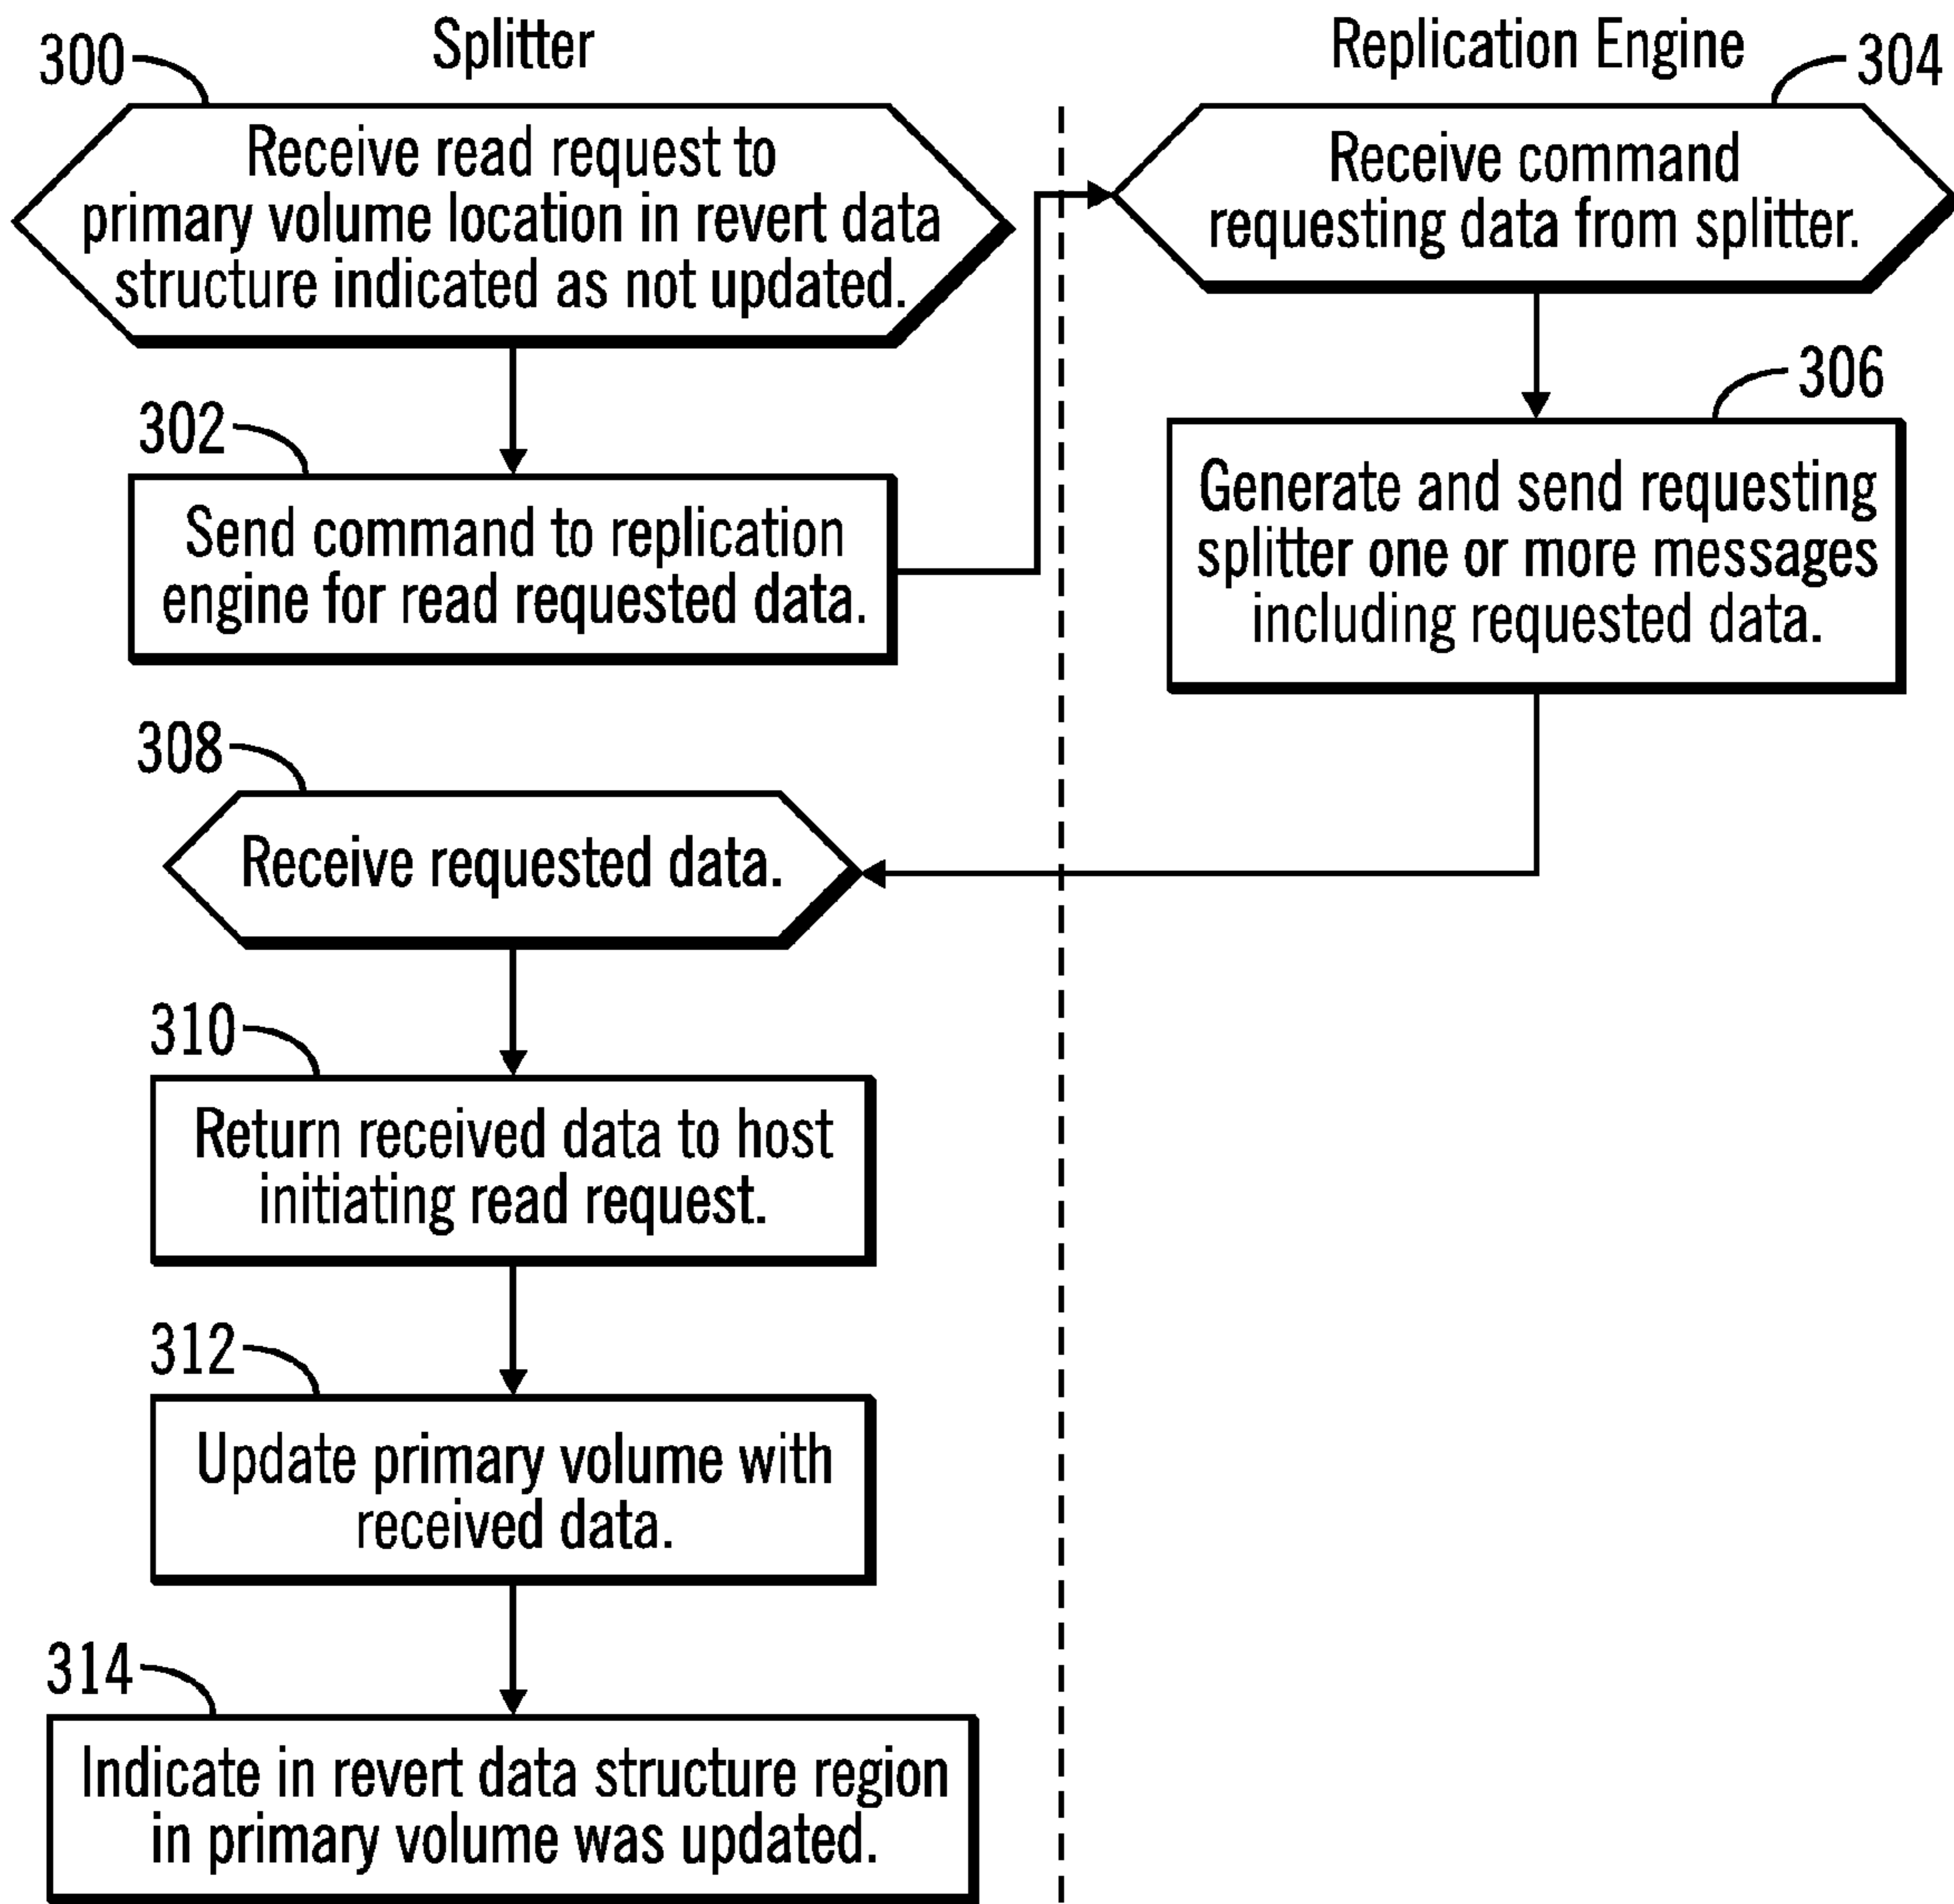 Splitter
300
Receive read request to
primary volume location in revert data
structure indicated as not updated.
302
Send command to replication
engine for read requested data.
Replication Engine
304
Receive command
requesting data from splitter.
306
Generate and send requesting
splitter one or more messages
including requested data.
308
Receive requested data.
310
Return received data to host
initiating read request.
312
Update primary volume with
received data.
314
Indicate in revert data structure region
in primary volume was updated.